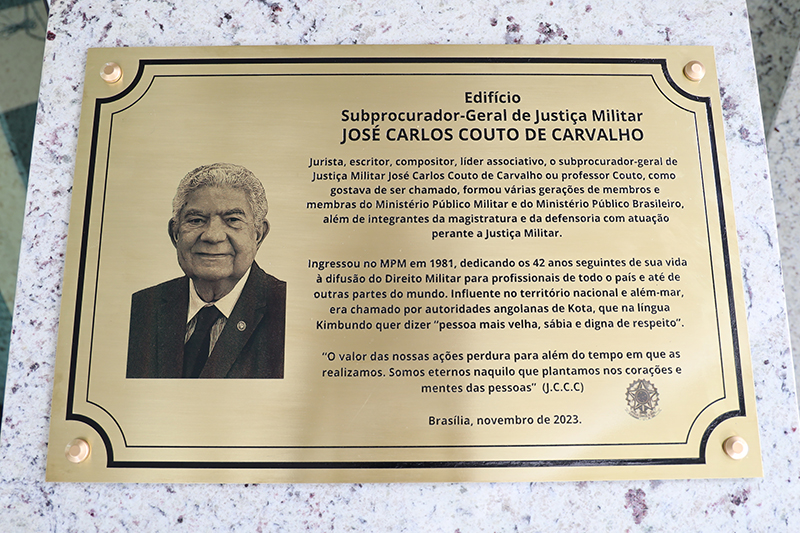 Edifício
Subprocurador-Geral de Justiça Militar
JOSÉ CARLOS COUTO DE CARVALHO
Jurista, escritor, compositor, líder associativo, o subprocurador-geral de
Justiça Militar José Carlos Couto de Carvalho ou professor Couto, como
gostava de ser chamado, formou várias gerações de membros e
membras do Ministério Público Militar e do Ministério Público Brasileiro,
além de integrantes da magistratura e da defensoria com atuação
perante a Justiça Militar.
Ingressou no MPM em 1981, dedicando os 42 anos seguintes de sua vida
à difusão do Direito Militar para profissionais de todo o país e até de
outras partes do mundo. Influente no território nacional e além-mar,
era chamado por autoridades angolanas de Kota, que na língua
Kimbundo quer dizer “pessoa mais velha, sábia e digna de respeito”.
“O valor das nossas ações perdura para além do tempo em que as
realizamos. Somos eternos naquilo que plantamos nos corações e
mentes das pessoas” (J.C.C.C)
Brasília, novembro de 2023.